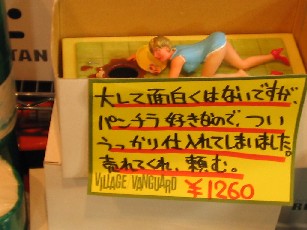 TAN
大して面白くはないですが
パンチラ好きなので、つい
うっかり仕入れてしまいました。
売れてくれ、頼む。
VILLAGE VANGUARD
¥1260